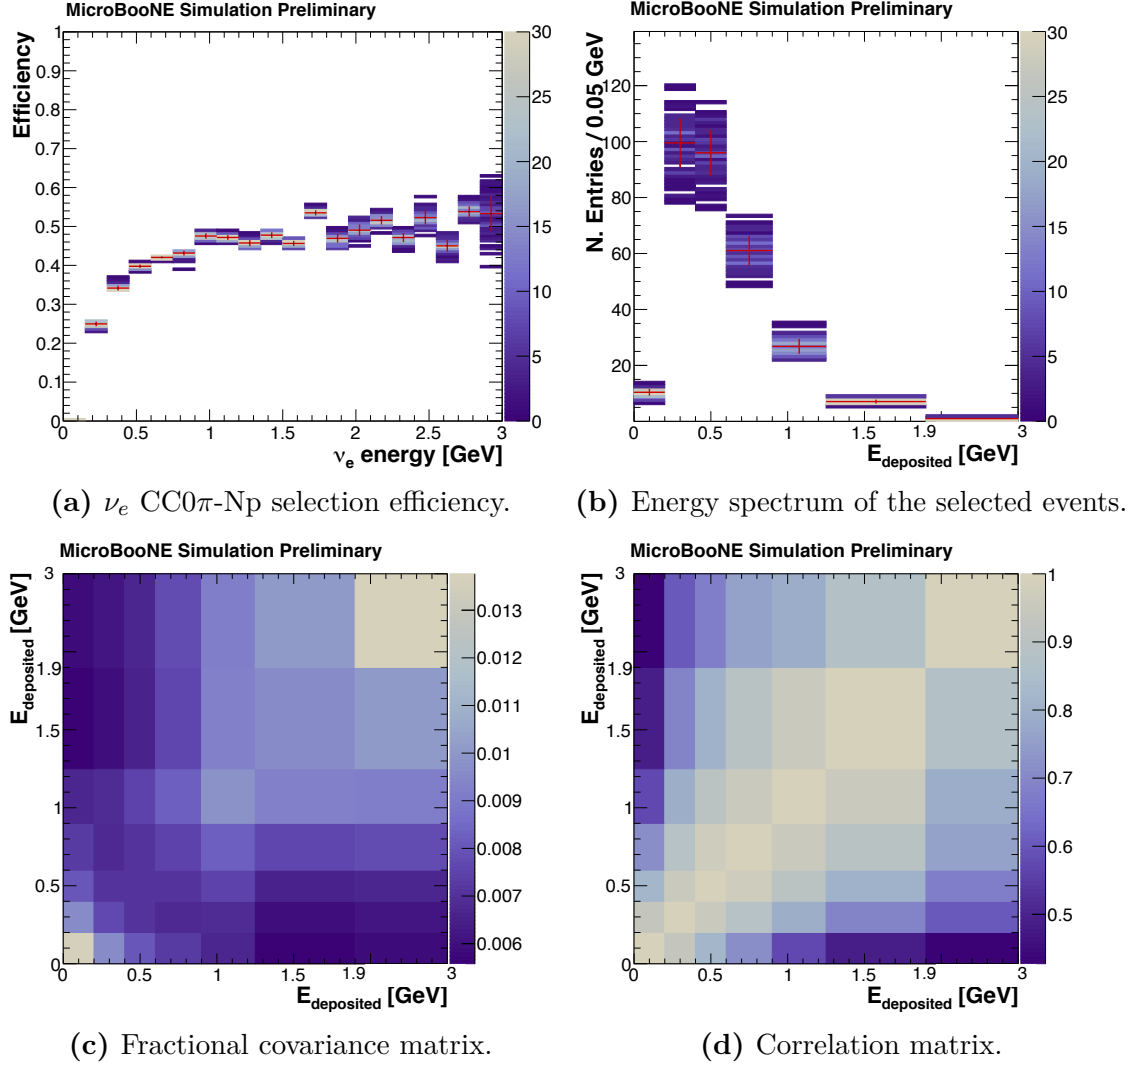 MicroBooNE Simulation Preliminary
Efficiency
1
0.9
0.8
0.7
0.6
0.5
0.4
0.3
0.2
0.1
0
0 0.5 1 1.5 2 2.5 3
νe energy [GeV]
30
25
20
15
10
5
0
(a) νe CC0π-Np selection efficiency.
MicroBooNE Simulation Preliminary
N. Entries / 0.05 GeV
120
100
80
60
40
20
0 0.5 1 1.5 1.9 3
Edeposited [GeV]
30
25
20
15
10
5
0
(b) Energy spectrum of the selected events.
MicroBooNE Simulation Preliminary
Edeposited [GeV]
3
1.9
1.5
1
0.5
0
0 0.5 1 1.5 1.9 3
Edeposited [GeV]
0.013
0.012
0.011
0.01
0.009
0.008
0.007
0.006
(c) Fractional covariance matrix.
MicroBooNE Simulation Preliminary
Edeposited [GeV]
3
1.9
1.5
1
0.5
0
0 0.5 1 1.5 1.9 3
Edeposited [GeV]
1
0.9
0.8
0.7
0.6
0.5
(d) Correlation matrix.